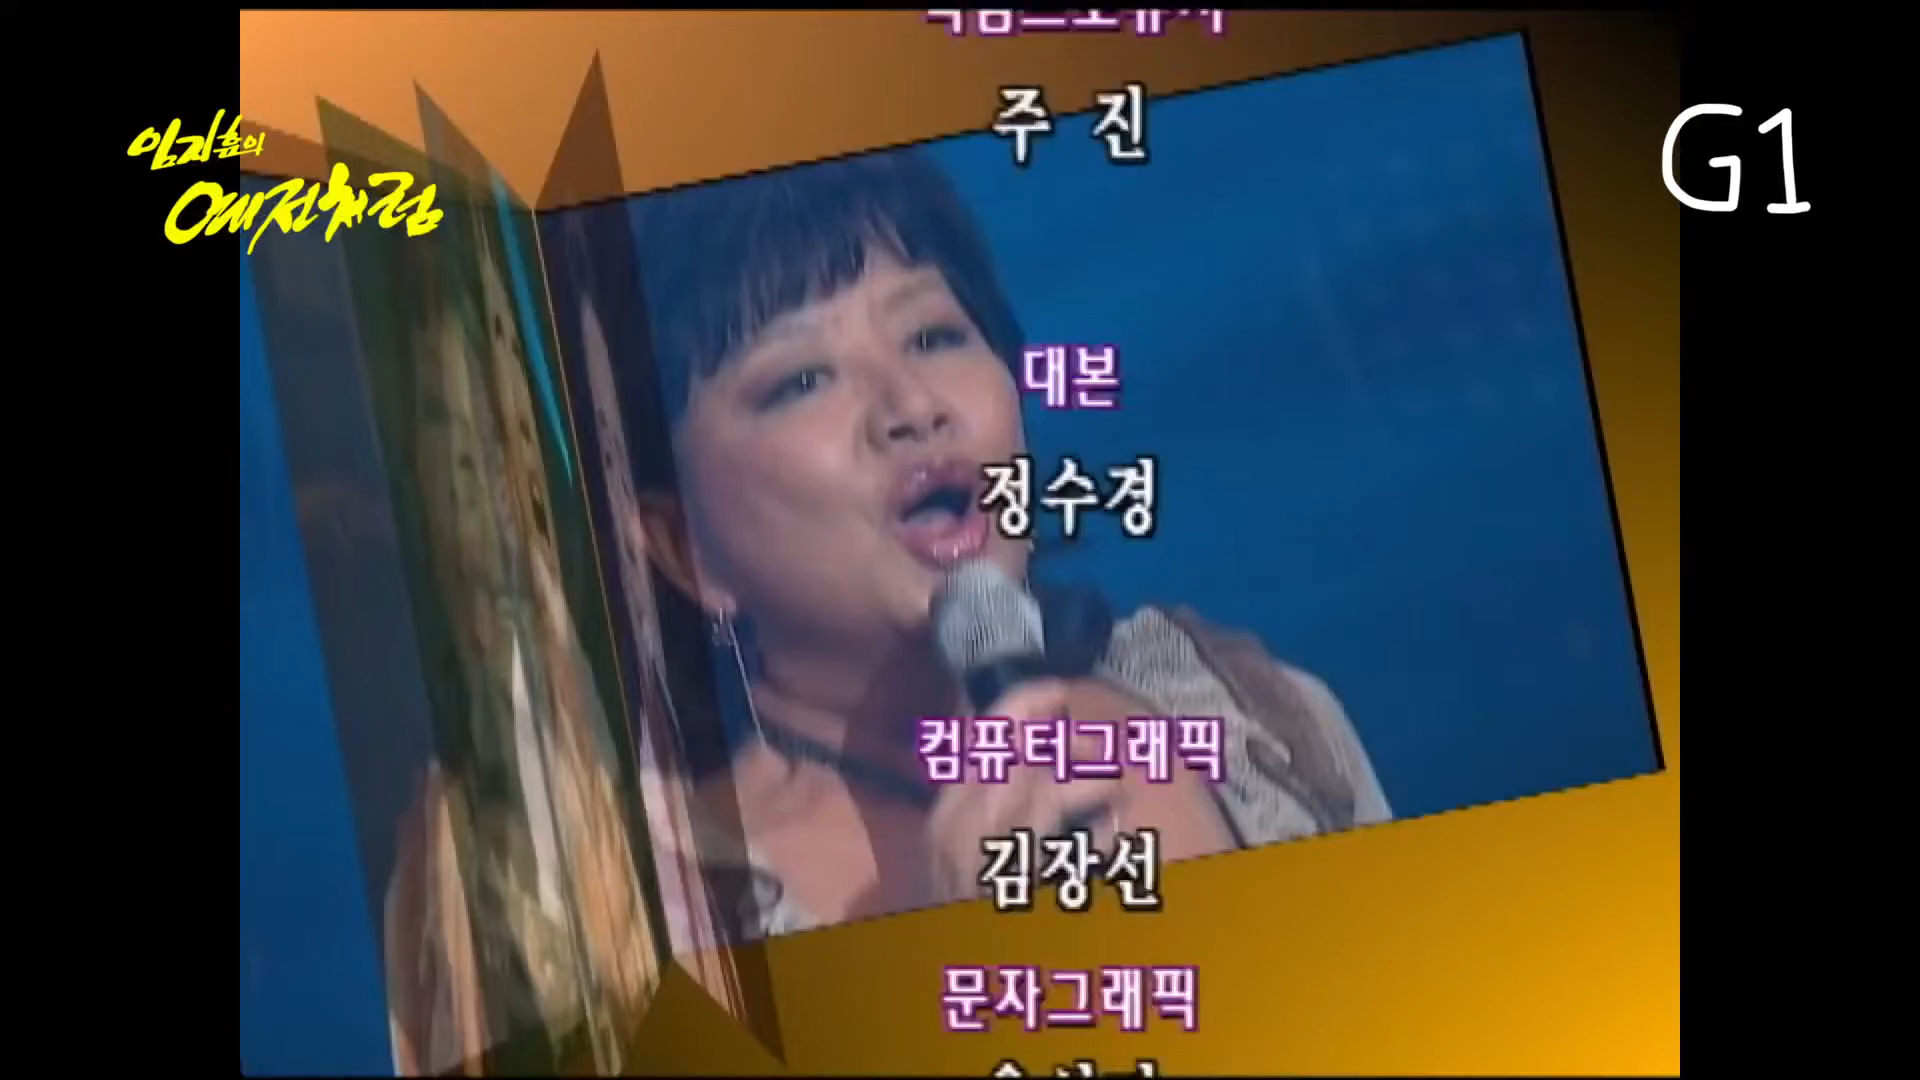 임지훈의
예전처럼
G1
주 진
대본
정수경
컴퓨터그래픽
김장선
문자그래픽